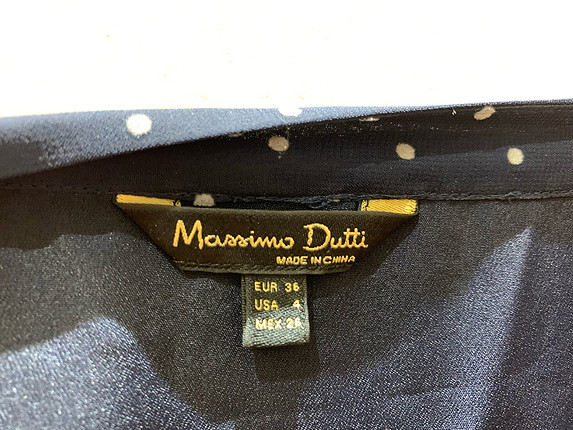 Massimo Dutti
MADE IN CHINA
EUR 36
USA 4
MEX 26